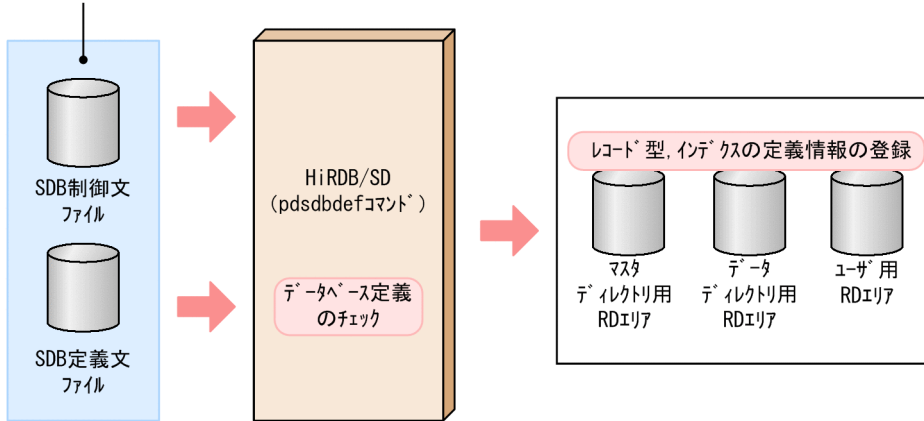 SDB制御文
ファイル
SDB定義文
ファイル
HiRDB/SD
(pdsdbdefコマンド)
データベース定義
のチェック
レコード型,インデクスの定義情報の登録
マスタ
ディレクトリ用
RDエリア
データ
ディレクトリ用
RDエリア
ユーザ用
RDエリア